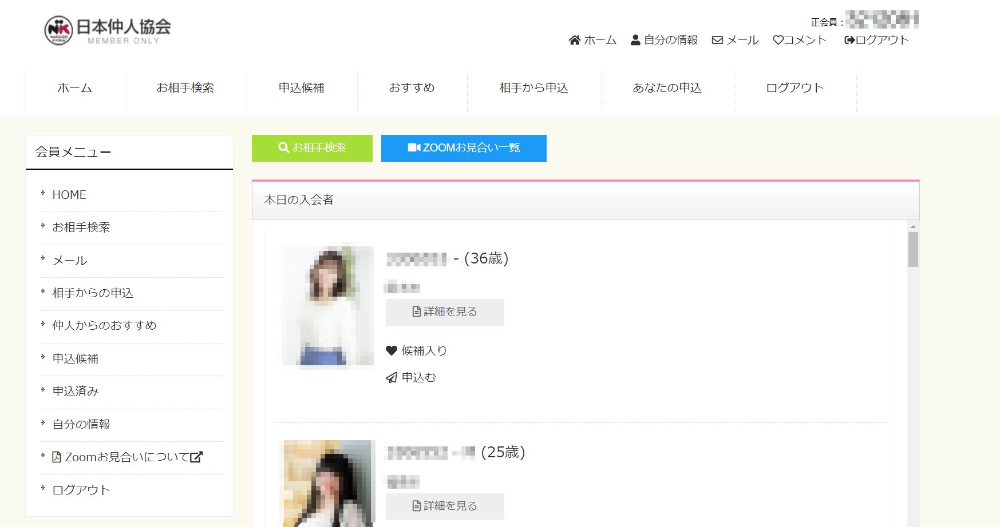 日本仲人協会
MEMBER ONLY
NK
NAKOUDO
KYOKAI
正会員：
ホーム 自分の情報 メール コメント ログアウト
ホーム お相手検索 申込候補 おすすめ 相手から申込 あなたの申込 ログアウト
会員メニュー
HOME
お相手検索
メール
相手からの申込
仲人からのおすすめ
申込候補
申込済み
自分の情報
Zoomお見合いについて
ログアウト
お相手検索 ZOOMお見合い一覧
本日の入会者
- (36歳)
詳細を見る
候補入り
申込む
- (25歳)
詳細を見る